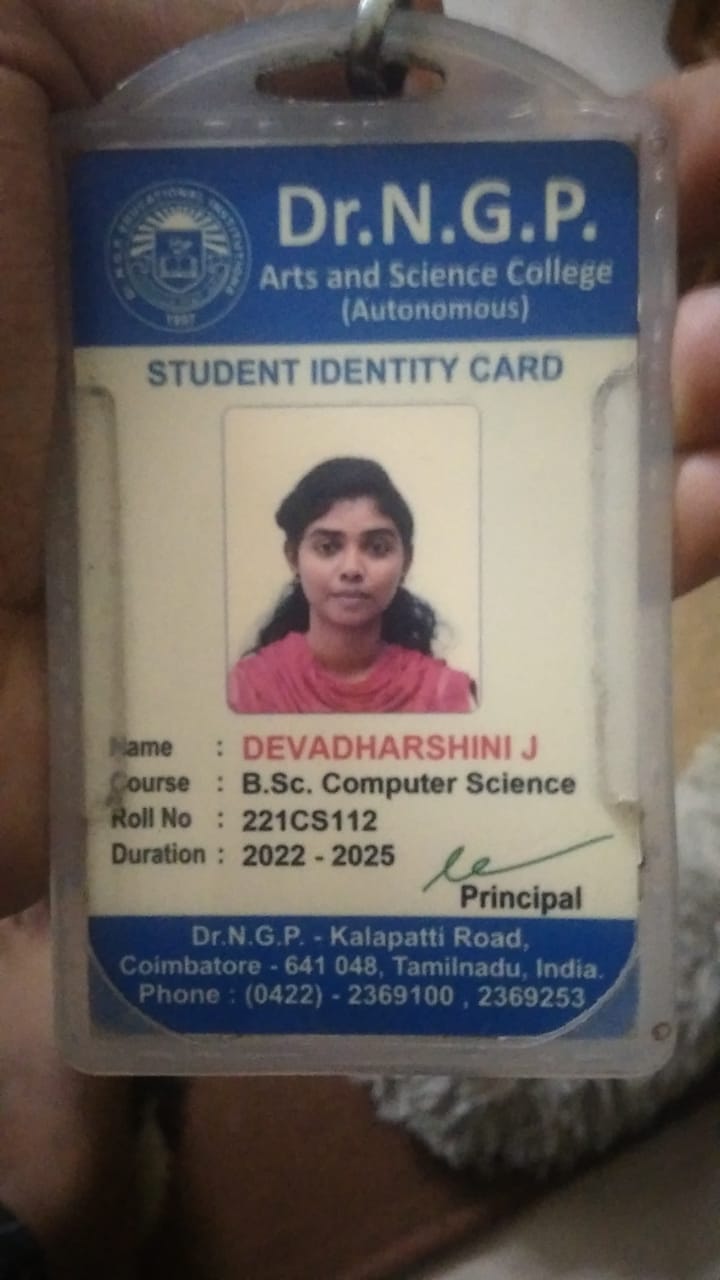 Dr.N.G.P.
Arts and Science College
(Autonomous)
1997
STUDENT IDENTITY CARD
Name : DEVADHARSHINI J
Course : B.Sc. Computer Science
Roll No : 221CS112
Duration : 2022 - 2025
Principal
Dr.N.G.P. - Kalapatti Road,
Coimbatore - 641 048, Tamilnadu, India.
Phone : (0422) - 2369100 , 2369253